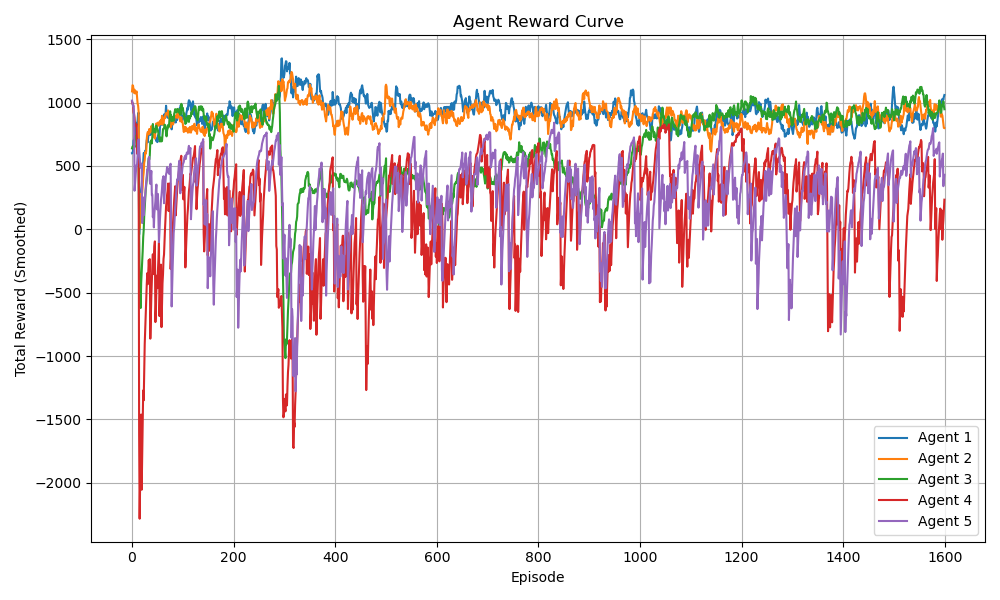 Agent Reward Curve
Total Reward (Smoothed)
1500
1000
500
0
−500
−1000
−1500
−2000
0 200 400 600 800 1000 1200 1400 1600
Episode
Agent 1
Agent 2
Agent 3
Agent 4
Agent 5